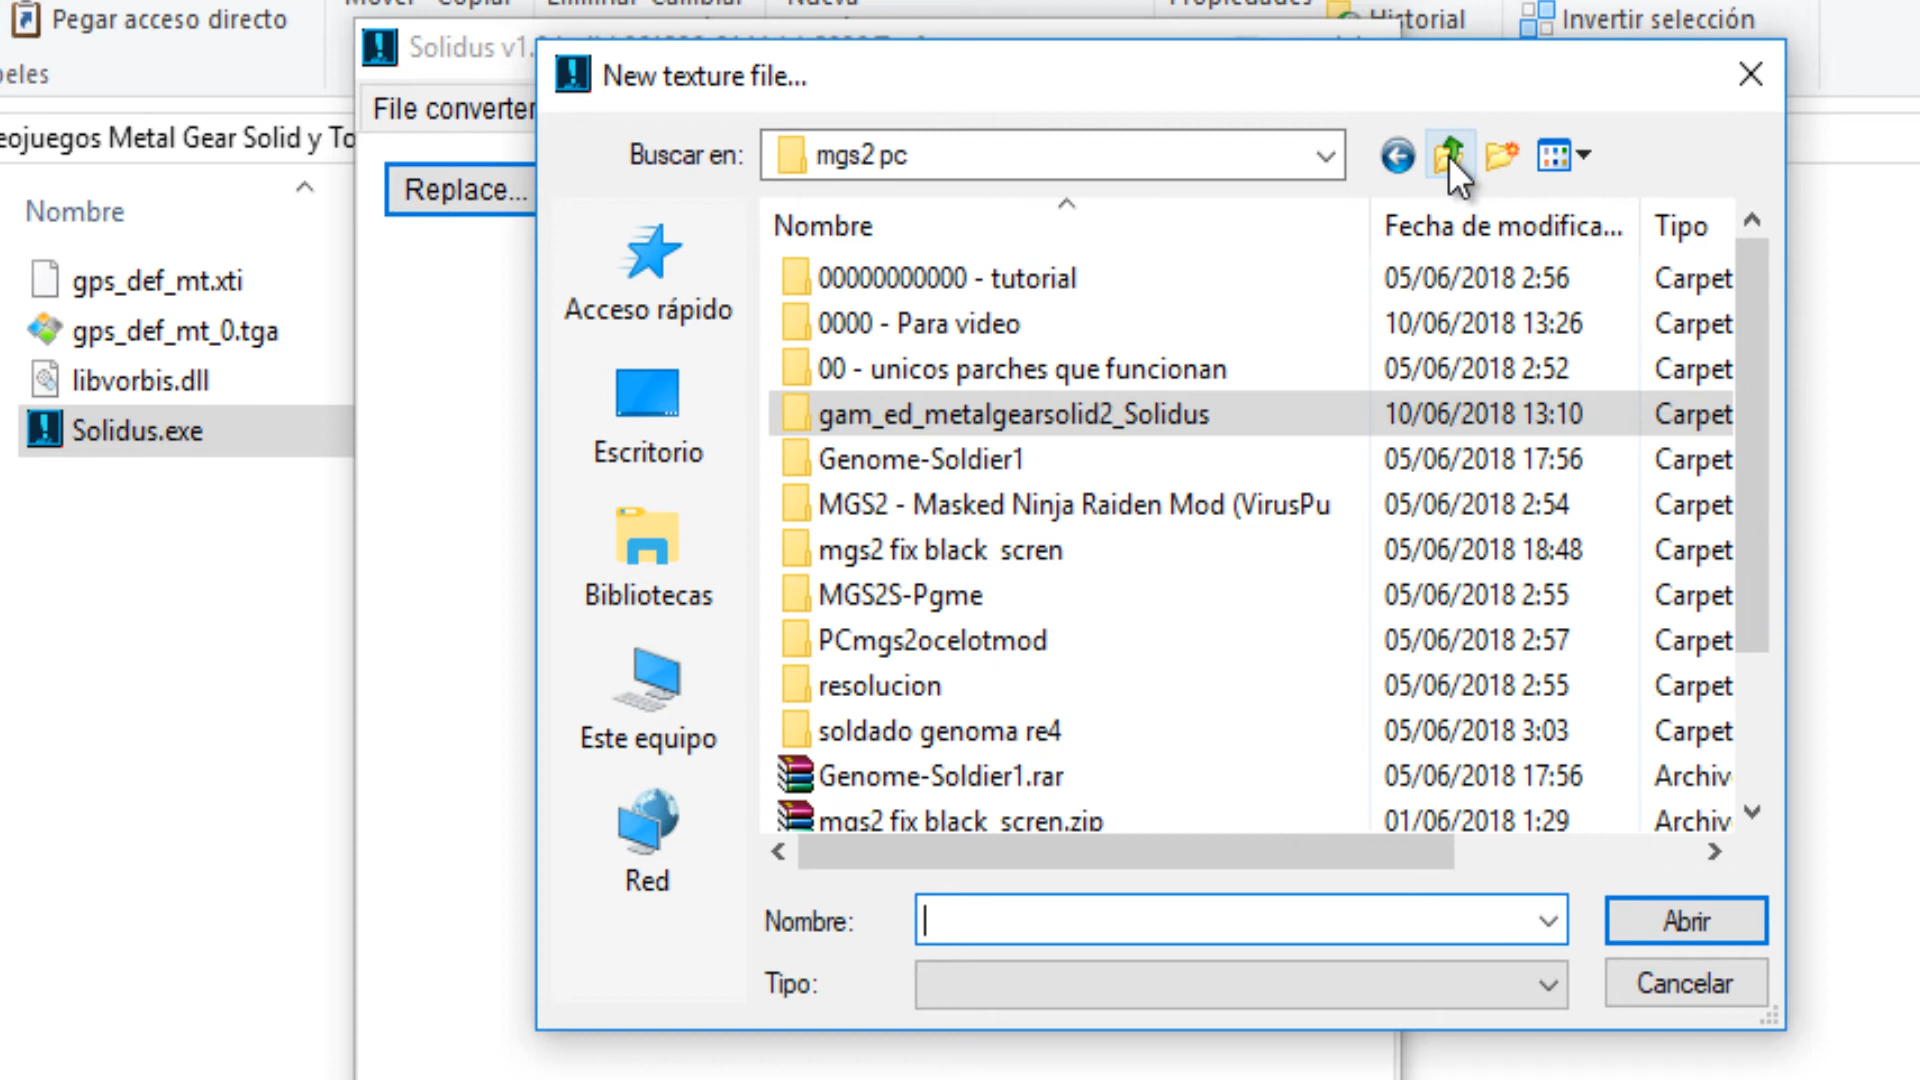 Pegar acceso directo
Nueva
Historial
Invertir selección
Solidus v1.
New texture file...
File converter
Buscar en:
mgs2 pc
Replace...
Nombre
gps_def_mt.xti
gps_def_mt_0.tga
libvorbis.dll
Solidus.exe
Acceso rápido
Escritorio
Bibliotecas
Este equipo
Red
Nombre Fecha de modifica... Tipo
00000000000 - tutorial 05/06/2018 2:56 Carpet
0000 - Para video 10/06/2018 13:26 Carpet
00 - unicos parches que funcionan 05/06/2018 2:52 Carpet
gam_ed_metalgearsolid2_Solidus 10/06/2018 13:10 Carpet
Genome-Soldier1 05/06/2018 17:56 Carpet
MGS2 - Masked Ninja Raiden Mod (VirusPu 05/06/2018 2:54 Carpet
mgs2 fix black scren 05/06/2018 18:48 Carpet
MGS2S-Pgme 05/06/2018 2:55 Carpet
PCmgs2ocelotmod 05/06/2018 2:57 Carpet
resolucion 05/06/2018 2:55 Carpet
soldado genoma re4 05/06/2018 3:03 Carpet
Genome-Soldier1.rar 05/06/2018 17:56 Archiv
mgs2 fix black scren.zip 01/06/2018 1:29 Archiv
Nombre:
Abrir
Tipo:
Cancelar
eojuegos Metal Gear Solid y To